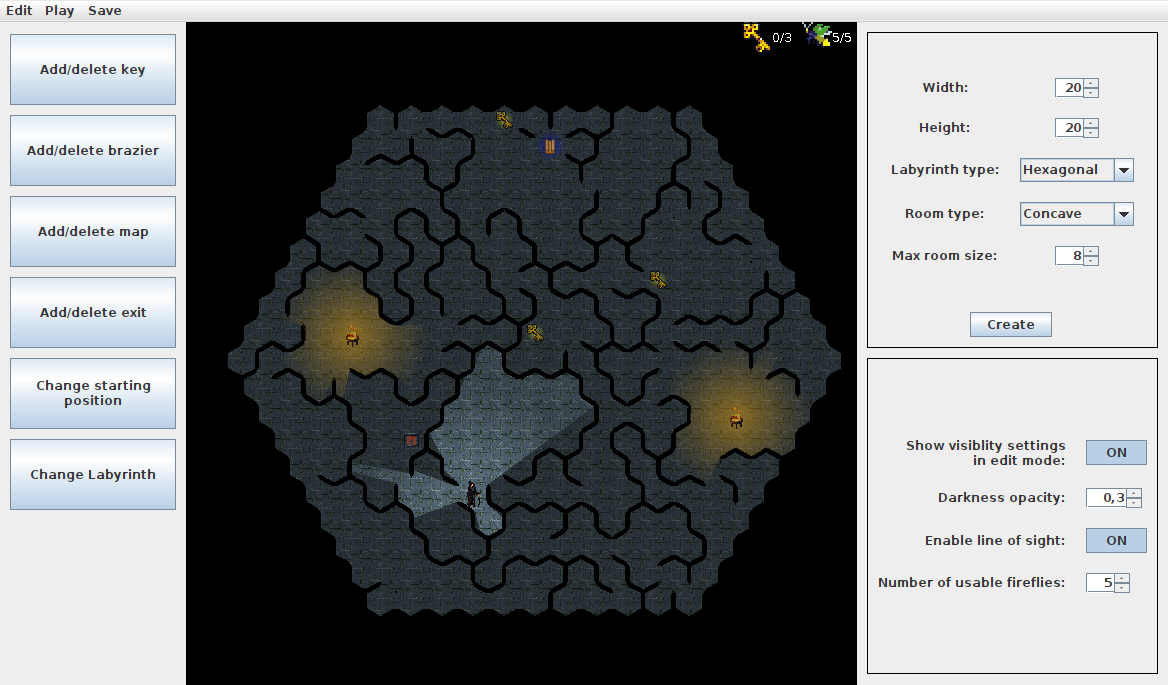 Edit Play Save
Add/delete key
Add/delete brazier
Add/delete map
Add/delete exit
Change starting
position
Change Labyrinth
0/3 5/5
Width: 20
Height: 20
Labyrinth type: Hexagonal
Room type: Concave
Max room size: 8
Create
Show visiblity settings
in edit mode: ON
Darkness opacity: 0,3
Enable line of sight: ON
Number of usable fireflies: 5